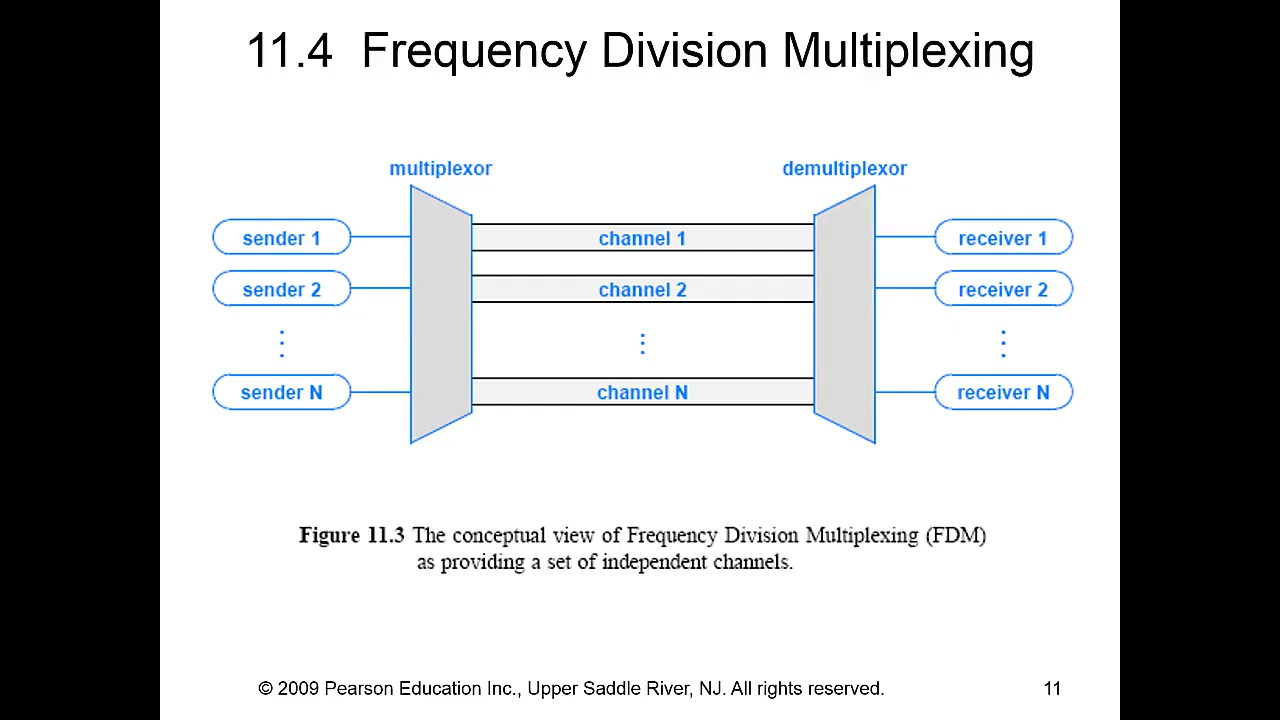 11.4 Frequency Division Multiplexing
multiplexor
demultiplexor
sender 1
channel 1
receiver 1
sender 2
channel 2
receiver 2
sender N
channel N
receiver N
Figure 11.3 The conceptual view of Frequency Division Multiplexing (FDM)
as providing a set of independent channels.
© 2009 Pearson Education Inc., Upper Saddle River, NJ. All rights reserved.
11